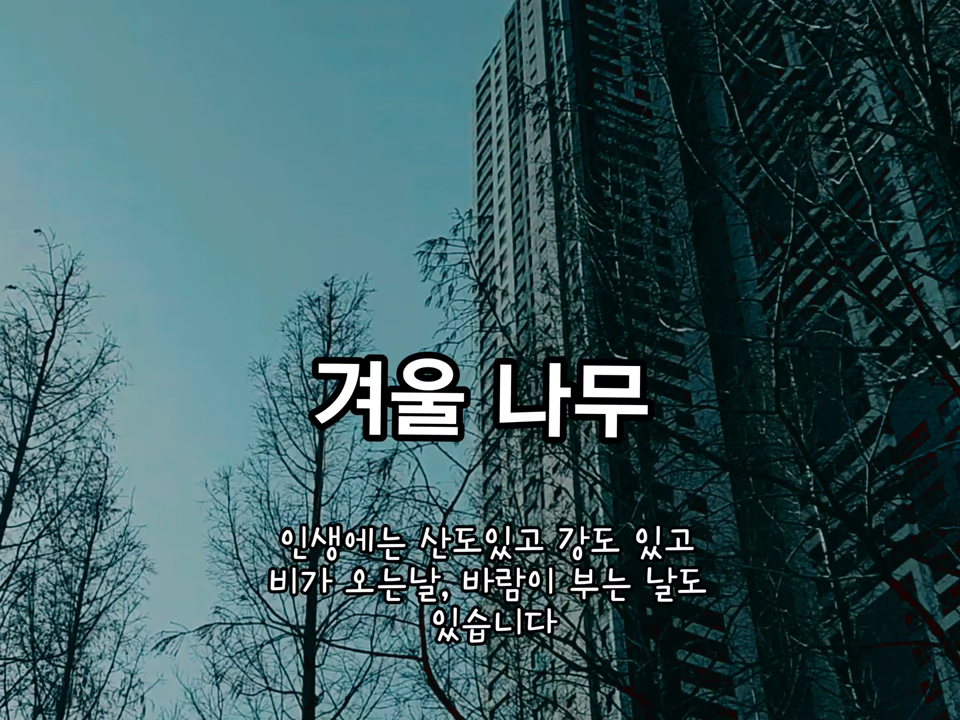 겨울 나무
인생에는 산도있고 강도 있고
비가 오는날, 바람이 부는 날도
있습니다